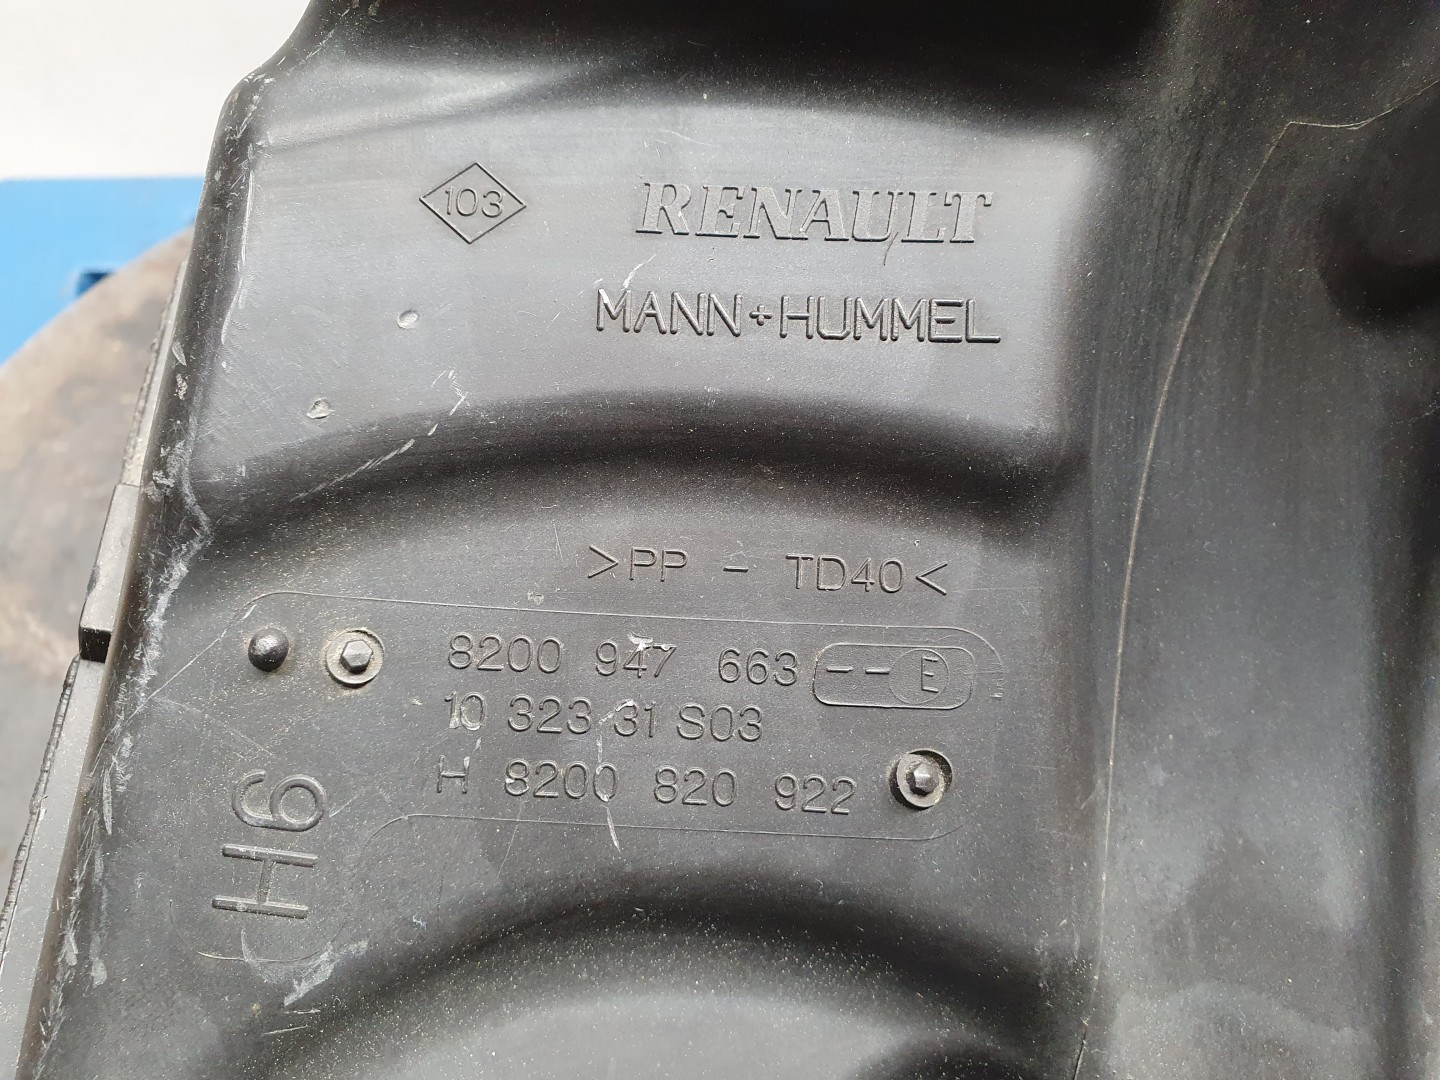 103
RENAULT
MANN+HUMMEL
>PP - TD40<
8200 947 663 -- E
10 323 31 S03
H 8200 820 922
H6